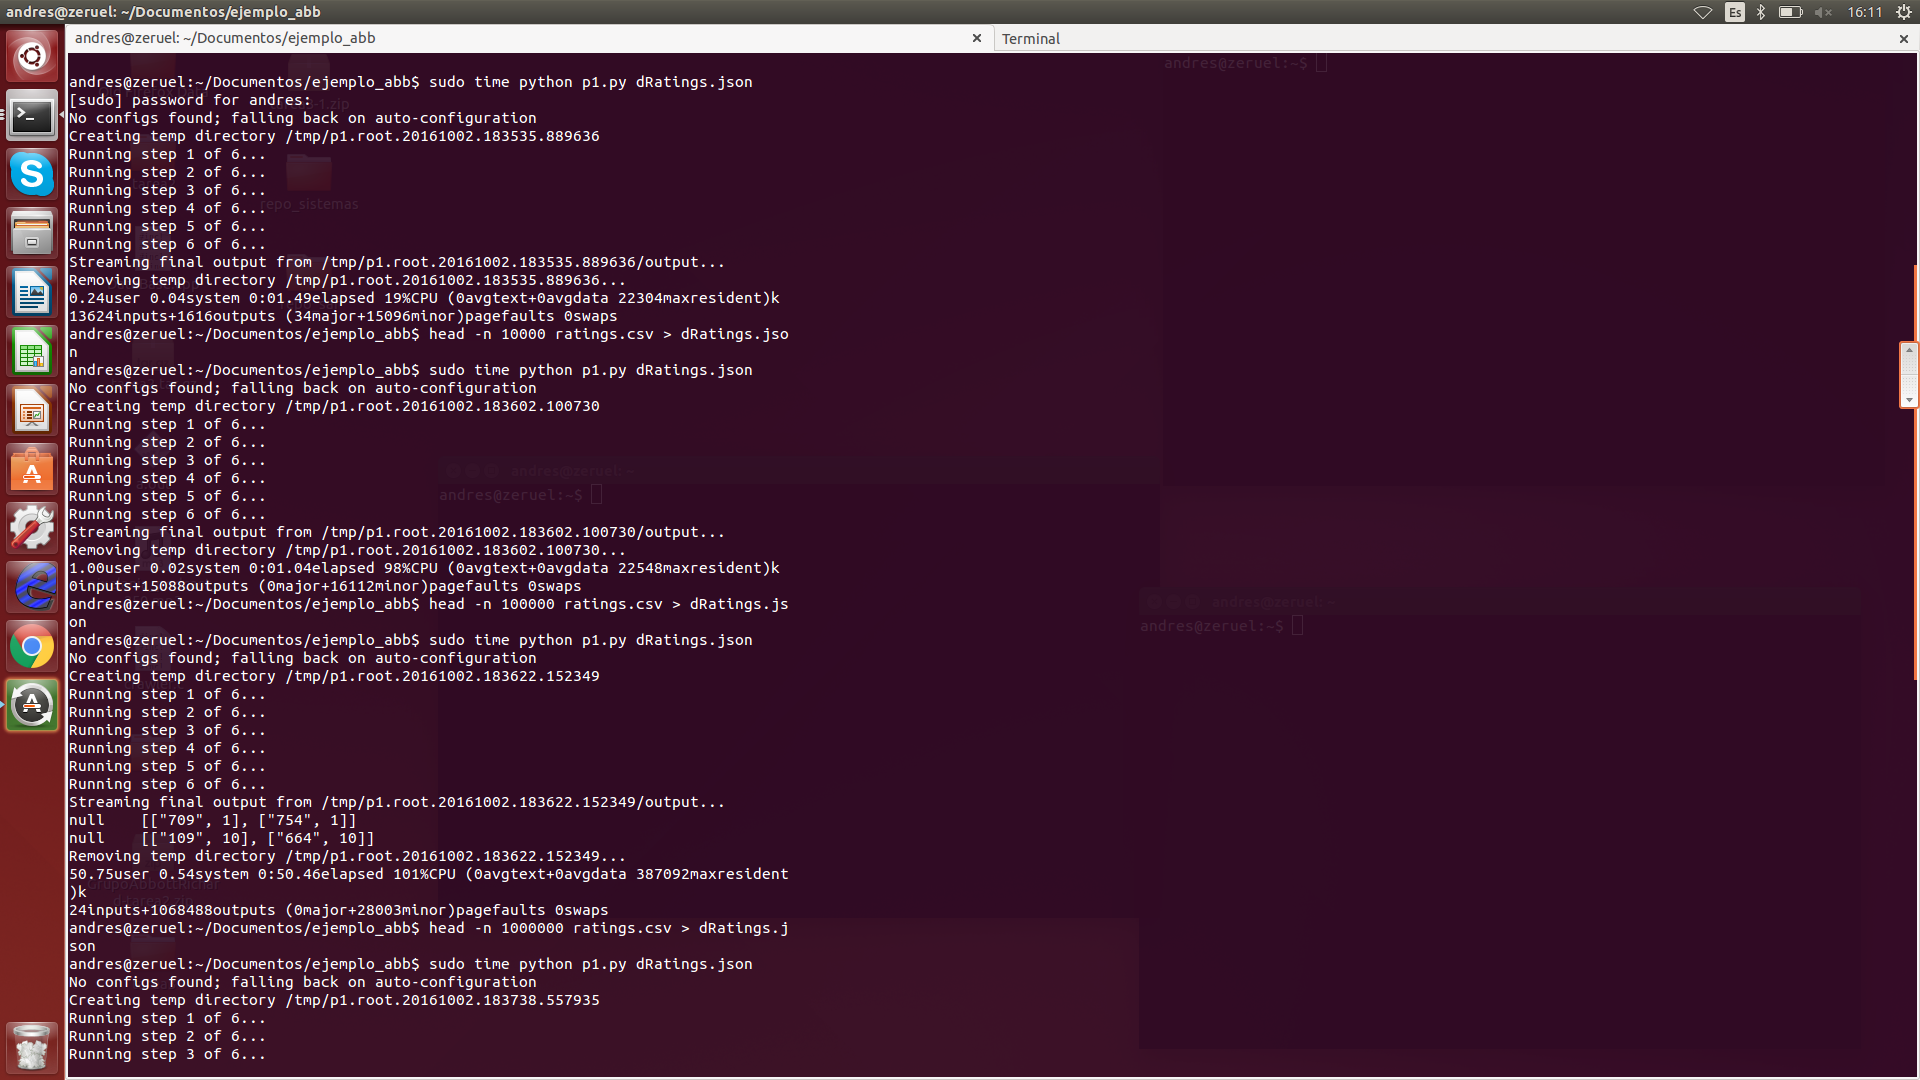 andres@zeruel: ~/Documentos/ejemplo_abb
Es
16:11
andres@zeruel: ~/Documentos/ejemplo_abb
Terminal
andres@zeruel:~$
andres@zeruel:~/Documentos/ejemplo_abb$ sudo time python p1.py dRatings.json
[sudo] password for andres:
No configs found; falling back on auto-configuration
Creating temp directory /tmp/p1.root.20161002.183535.889636
Running step 1 of 6...
Running step 2 of 6...
Running step 3 of 6...
Running step 4 of 6...
repo_sistemas
Running step 5 of 6...
Running step 6 of 6...
Streaming final output from /tmp/p1.root.20161002.183535.889636/output...
Removing temp directory /tmp/p1.root.20161002.183535.889636...
0.24user 0.04system 0:01.49elapsed 19%CPU (0avgtext+0avgdata 22304maxresident)k
13624inputs+1616outputs (34major+15096minor)pagefaults 0swaps
andres@zeruel:~/Documentos/ejemplo_abb$ head -n 10000 ratings.csv > dRatings.jso
n
andres@zeruel:~/Documentos/ejemplo_abb$ sudo time python p1.py dRatings.json
No configs found; falling back on auto-configuration
Creating temp directory /tmp/p1.root.20161002.183602.100730
Running step 1 of 6...
Running step 2 of 6...
Running step 3 of 6...
andres@zeruel: ~
Running step 4 of 6...
Running step 5 of 6...
andres@zeruel:~$
Running step 6 of 6...
Streaming final output from /tmp/p1.root.20161002.183602.100730/output...
Removing temp directory /tmp/p1.root.20161002.183602.100730...
1.00user 0.02system 0:01.04elapsed 98%CPU (0avgtext+0avgdata 22548maxresident)k
0inputs+15088outputs (0major+16112minor)pagefaults 0swaps
andres@zeruel:~/Documentos/ejemplo_abb$ head -n 100000 ratings.csv > dRatings.js
on
andres@zeruel: ~
andres@zeruel:~$
andres@zeruel:~/Documentos/ejemplo_abb$ sudo time python p1.py dRatings.json
No configs found; falling back on auto-configuration
Creating temp directory /tmp/p1.root.20161002.183622.152349
Running step 1 of 6...
Running step 2 of 6...
Running step 3 of 6...
Running step 4 of 6...
Running step 5 of 6...
Running step 6 of 6...
Streaming final output from /tmp/p1.root.20161002.183622.152349/output...
null    [["709", 1], ["754", 1]]
null    [["109", 10], ["664", 10]]
Removing temp directory /tmp/p1.root.20161002.183622.152349...
50.75user 0.54system 0:50.46elapsed 101%CPU (0avgtext+0avgdata 387092maxresident
)k
24inputs+1068488outputs (0major+28003minor)pagefaults 0swaps
andres@zeruel:~/Documentos/ejemplo_abb$ head -n 1000000 ratings.csv > dRatings.j
son
andres@zeruel:~/Documentos/ejemplo_abb$ sudo time python p1.py dRatings.json
No configs found; falling back on auto-configuration
Creating temp directory /tmp/p1.root.20161002.183738.557935
Running step 1 of 6...
Running step 2 of 6...
Running step 3 of 6...